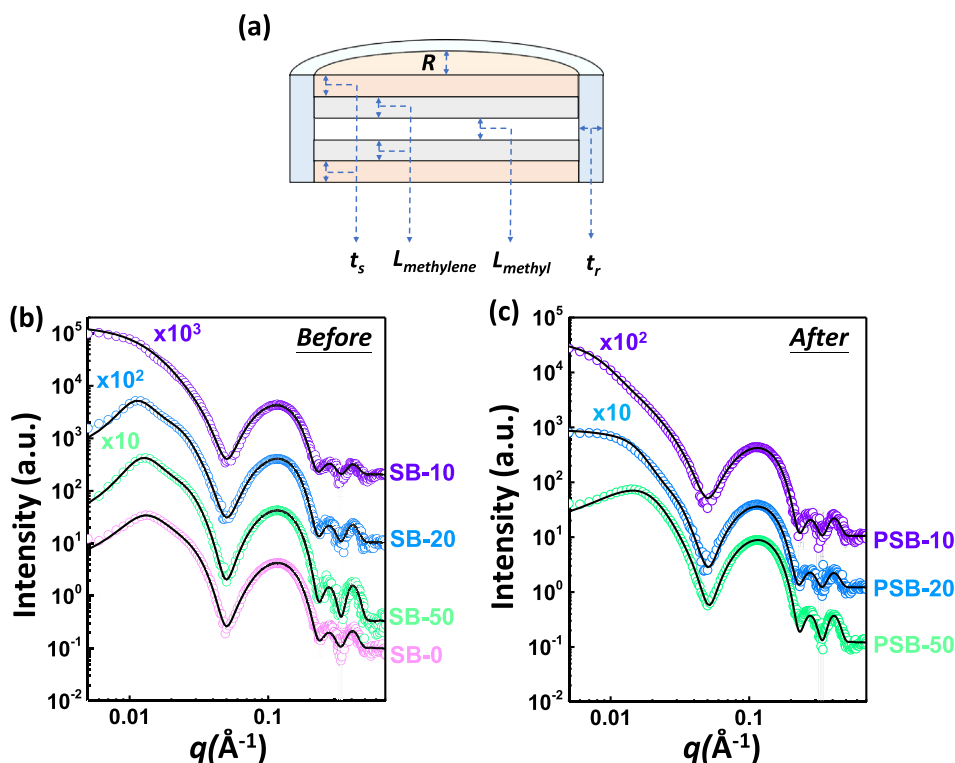 (a)
R
t_s L_methylene L_methyl t_r
(b)
Before
x10³
x10²
x10
SB-10
SB-20
SB-50
SB-0
10⁵
10⁴
10³
10²
10¹
10⁰
10⁻¹
10⁻²
Intensity (a.u.)
0.01 0.1
q(Å⁻¹)
(c)
After
x10²
x10
PSB-10
PSB-20
PSB-50
10⁵
10⁴
10³
10²
10¹
10⁰
10⁻¹
10⁻²
Intensity (a.u.)
0.01 0.1
q(Å⁻¹)